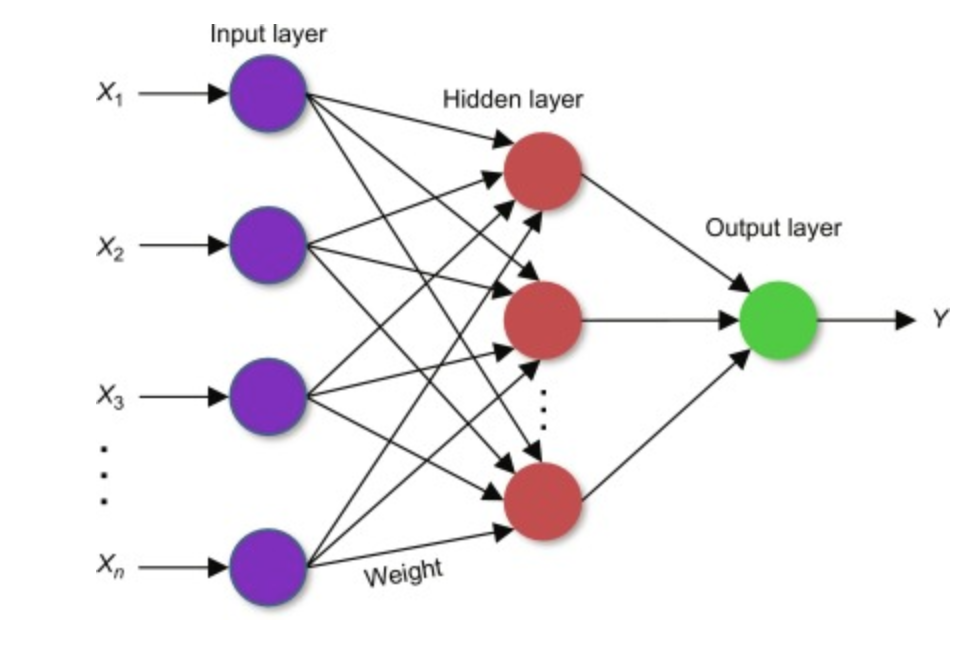 Input layer
X₁
Hidden layer
X₂
Output layer
Y
X₃
Xₙ
Weight